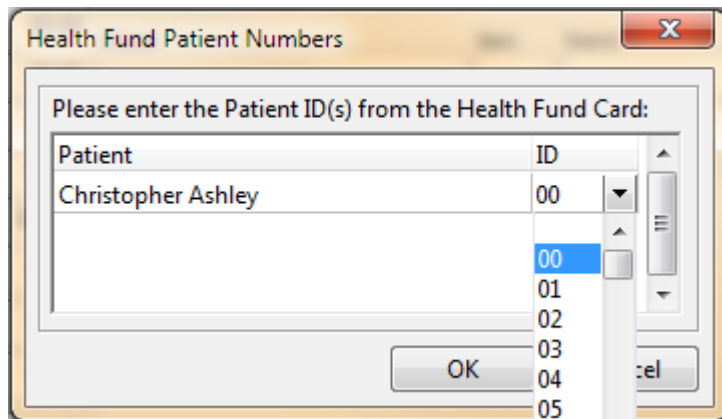 Health Fund Patient Numbers
Please enter the Patient ID(s) from the Health Fund Card:
Patient ID
Christopher Ashley 00
00
01
02
03
OK
04
05